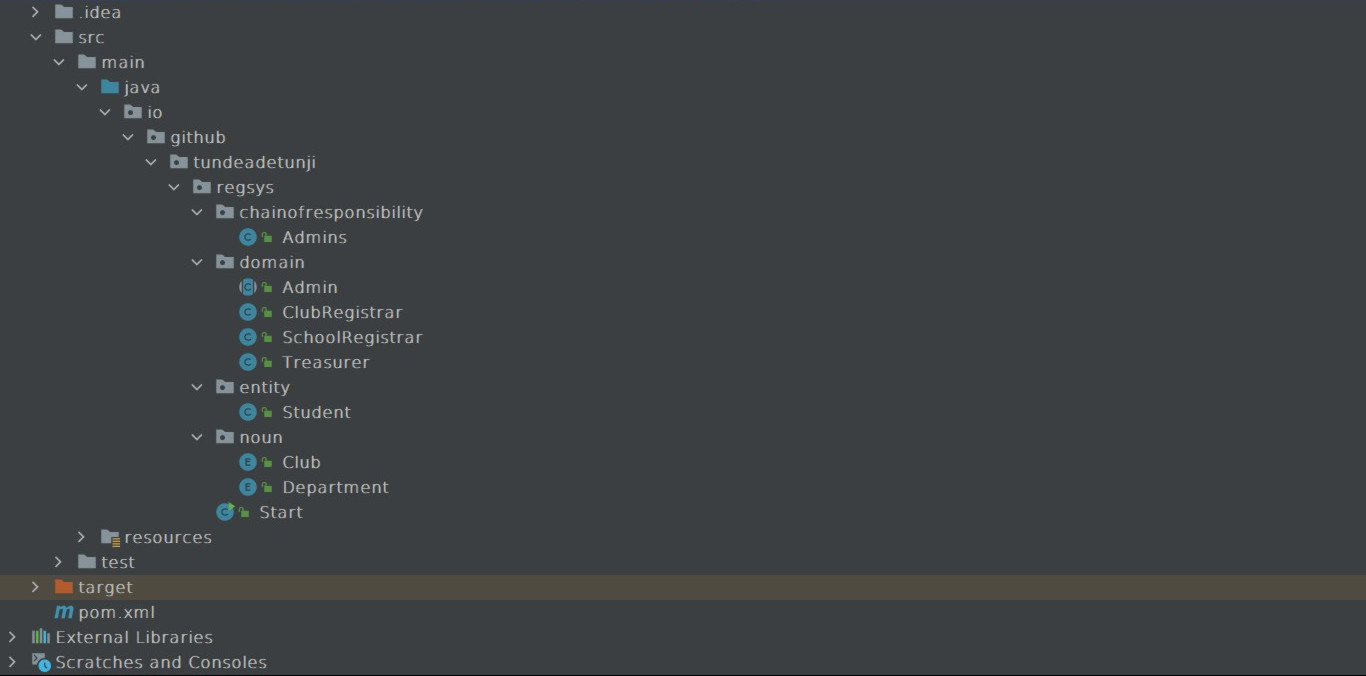 .idea
src
main
java
io
github
tundeadetunji
regsys
chainofresponsibility
Admins
domain
Admin
ClubRegistrar
SchoolRegistrar
Treasurer
entity
Student
noun
Club
Department
Start
resources
test
target
pom.xml
External Libraries
Scratches and Consoles